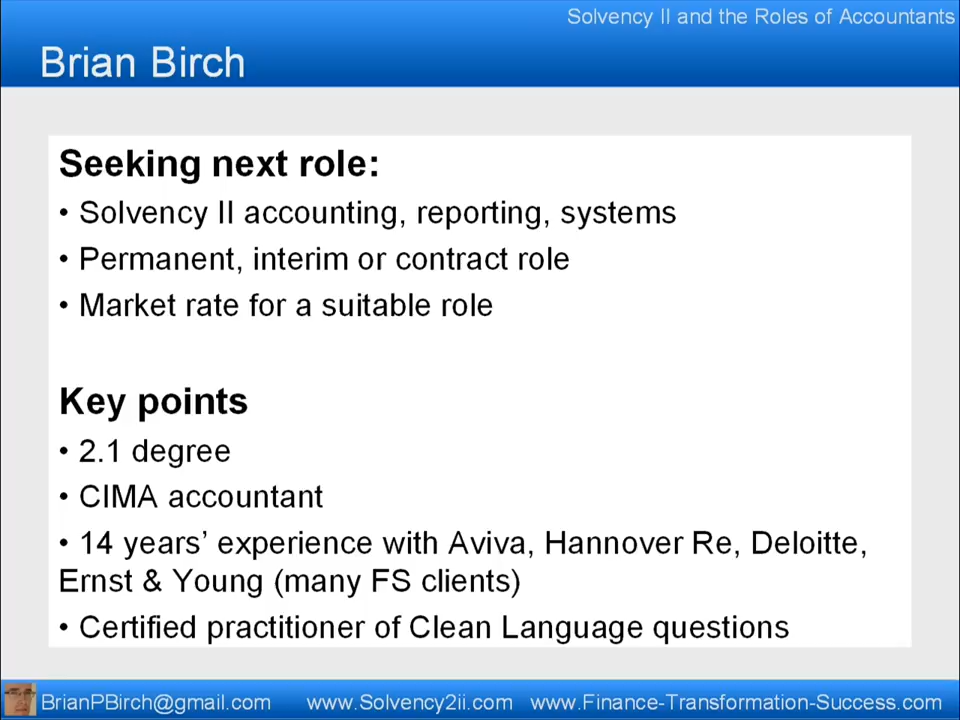 Solvency II and the Roles of Accountants
Brian Birch
Seeking next role:
• Solvency II accounting, reporting, systems
• Permanent, interim or contract role
• Market rate for a suitable role
Key points
• 2.1 degree
• CIMA accountant
• 14 years’ experience with Aviva, Hannover Re, Deloitte,
Ernst & Young (many FS clients)
• Certified practitioner of Clean Language questions
BrianPBirch@gmail.com www.Solvency2ii.com www.Finance-Transformation-Success.com